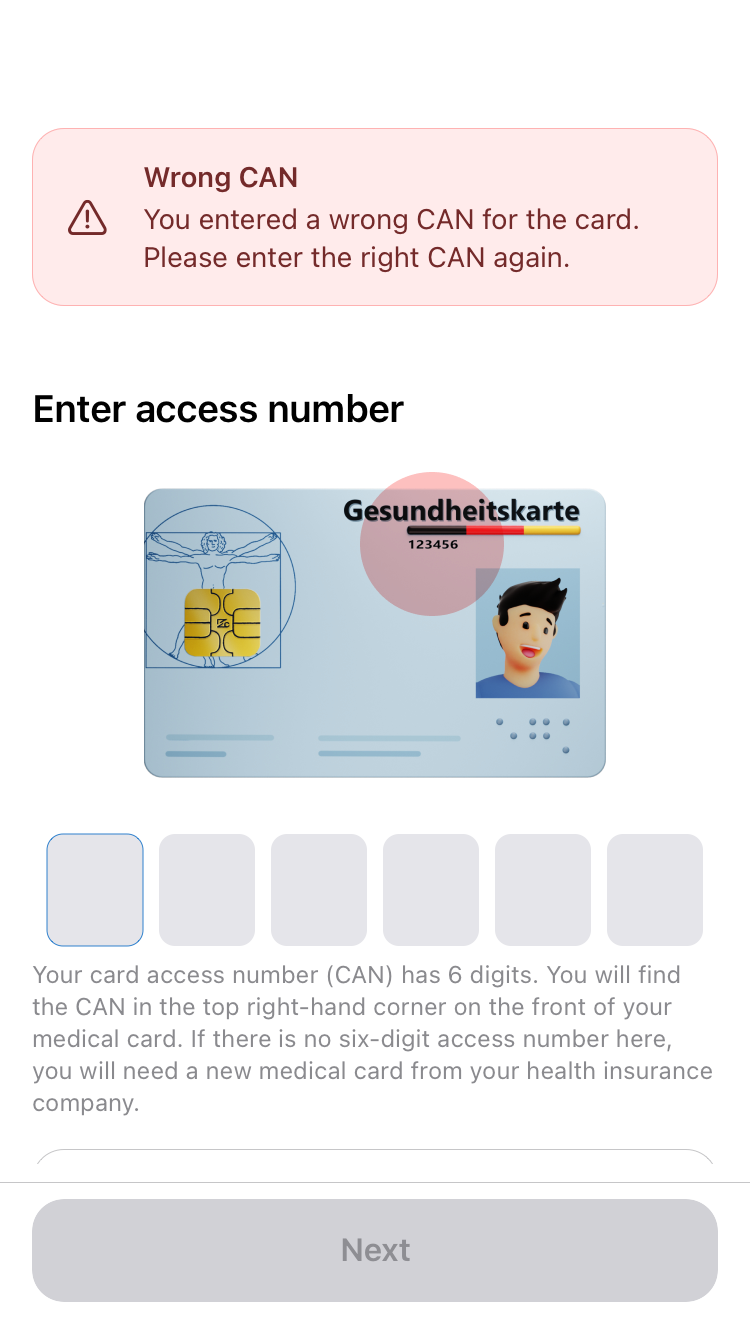 Wrong CAN
You entered a wrong CAN for the card.
Please enter the right CAN again.
Enter access number
Gesundheitskarte
123456
Your card access number (CAN) has 6 digits. You will find
the CAN in the top right-hand corner on the front of your
medical card. If there is no six-digit access number here,
you will need a new medical card from your health insurance
company.
Next